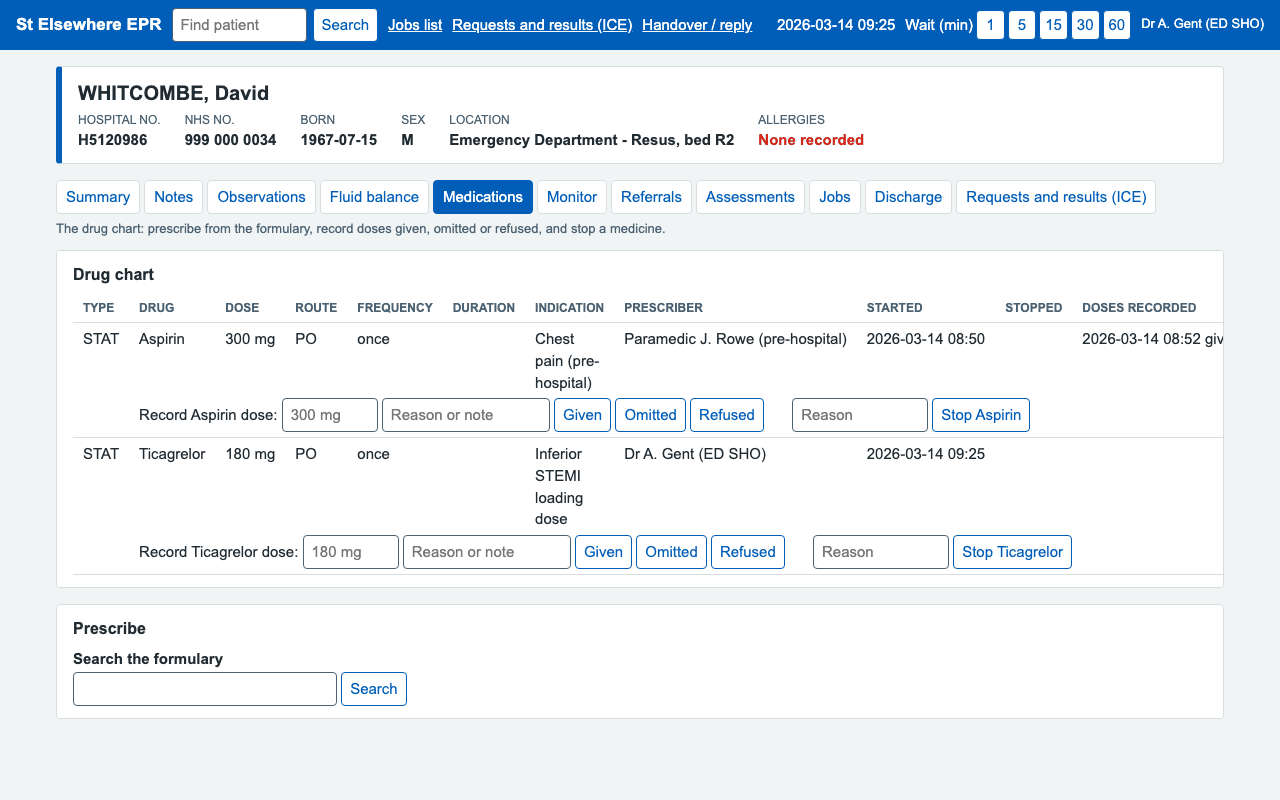 St Elsewhere EPR Find patient Search Jobs list Requests and results (ICE) Handover / reply 2026-03-14 09:25 Wait (min) 1 5 15 30 60 Dr A. Gent (ED SHO)
WHITCOMBE, David
HOSPITAL NO. NHS NO. BORN SEX LOCATION ALLERGIES
H5120986 999 000 0034 1967-07-15 M Emergency Department - Resus, bed R2 None recorded
Summary Notes Observations Fluid balance Medications Monitor Referrals Assessments Jobs Discharge Requests and results (ICE)
The drug chart: prescribe from the formulary, record doses given, omitted or refused, and stop a medicine.
Drug chart
TYPE DRUG DOSE ROUTE FREQUENCY DURATION INDICATION PRESCRIBER STARTED STOPPED DOSES RECORDED
STAT Aspirin 300 mg PO once Chest Paramedic J. Rowe (pre-hospital) 2026-03-14 08:50 2026-03-14 08:52 giv
pain (pre-
hospital)
Record Aspirin dose: 300 mg Reason or note Given Omitted Refused Reason Stop Aspirin
STAT Ticagrelor 180 mg PO once Inferior Dr A. Gent (ED SHO) 2026-03-14 09:25
STEMI
loading
dose
Record Ticagrelor dose: 180 mg Reason or note Given Omitted Refused Reason Stop Ticagrelor
Prescribe
Search the formulary
Search